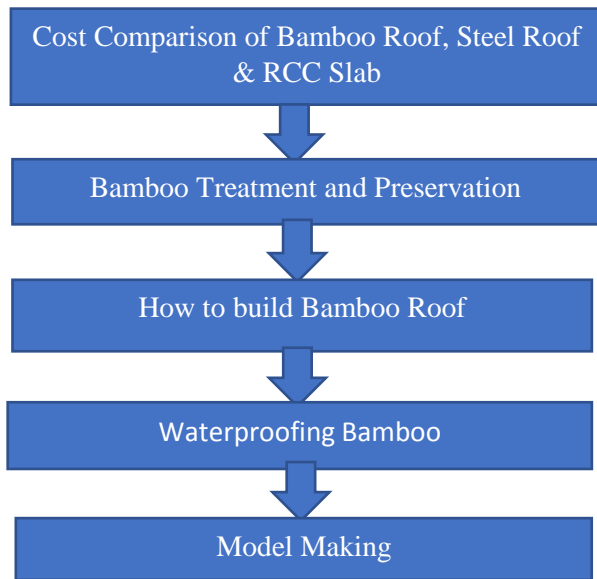 Cost Comparison of Bamboo Roof, Steel Roof
& RCC Slab
Bamboo Treatment and Preservation
How to build Bamboo Roof
Waterproofing Bamboo
Model Making